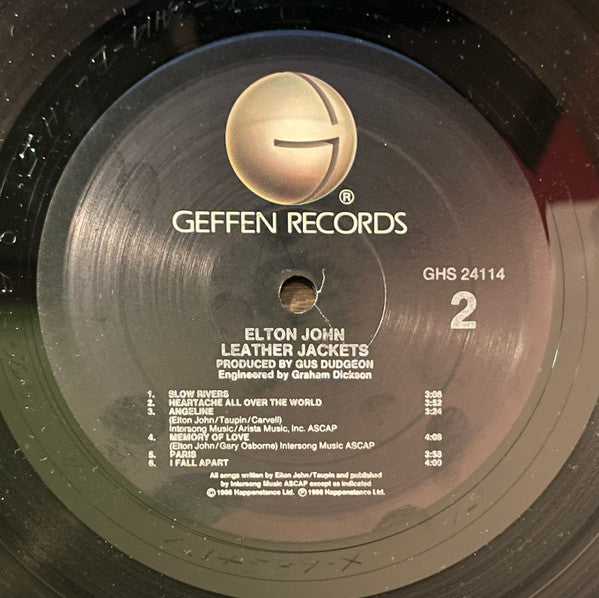 G
®
GEFFEN RECORDS
GHS 24114
2
ELTON JOHN
LEATHER JACKETS
PRODUCED BY GUS DUDGEON
Engineered by Graham Dickson
1. SLOW RIVERS 3:06
2. HEARTACHE ALL OVER THE WORLD 3:52
3. ANGELINE 3:24
(Elton John/Taupin/Carvell)
Intersong Music/Arista Music, Inc. ASCAP
4. MEMORY OF LOVE 4:08
(Elton John/Gary Osborne) Intersong Music ASCAP
5. PARIS 3:58
6. I FALL APART 4:00
All songs written by Elton John/Taupin and published
by Intersong Music ASCAP except as indicated
©1986 Happenstance Ltd. ℗1986 Happenstance Ltd.